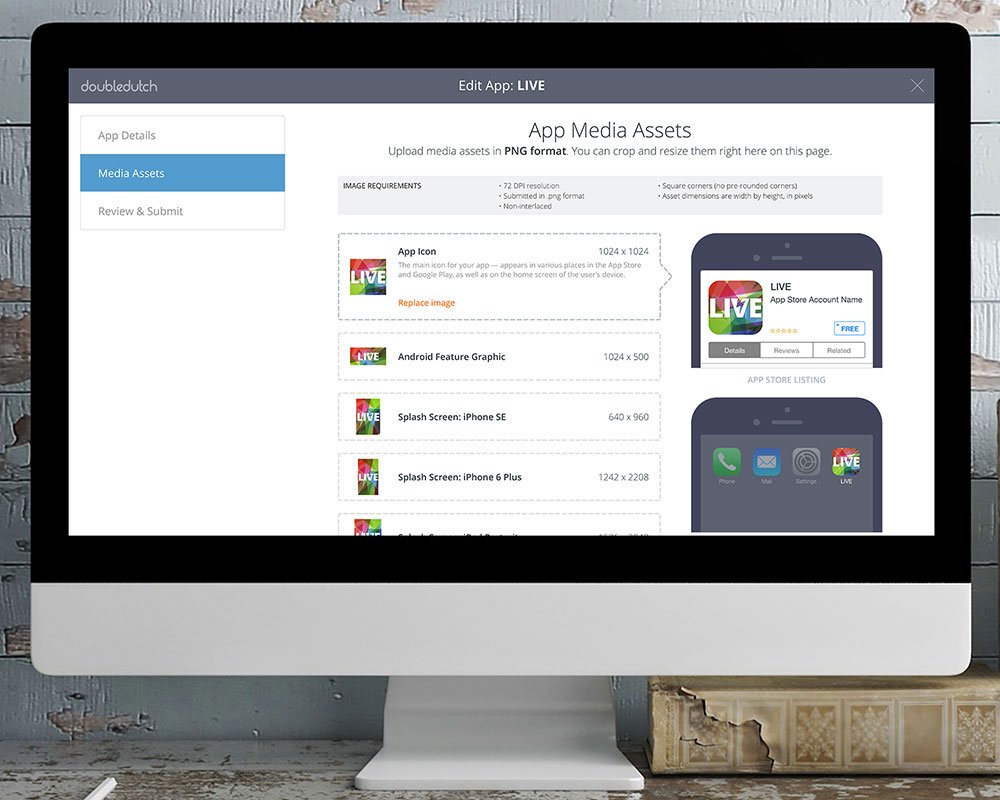 doubledutch
Edit App: LIVE
App Details
Media Assets
Review & Submit
App Media Assets
Upload media assets in PNG format. You can crop and resize them right here on this page.
IMAGE REQUIREMENTS
• 72 DPI resolution
• Submitted in .png format
• Non-interlaced
• Square corners (no pre-rounded corners)
• Asset dimensions are width by height, in pixels
LIVE
App Icon
1024 x 1024
The main icon for your app — appears in various places in the App Store
and Google Play, as well as on the home screen of the user's device.
Replace image
LIVE
Android Feature Graphic
1024 x 500
LIVE
Splash Screen: iPhone SE
640 x 960
LIVE
Splash Screen: iPhone 6 Plus
1242 x 2208
LIVE
LIVE
App Store Account Name
FREE
Details
Reviews
Related
APP STORE LISTING
LIVE
Phone
Mail
Settings
LIVE